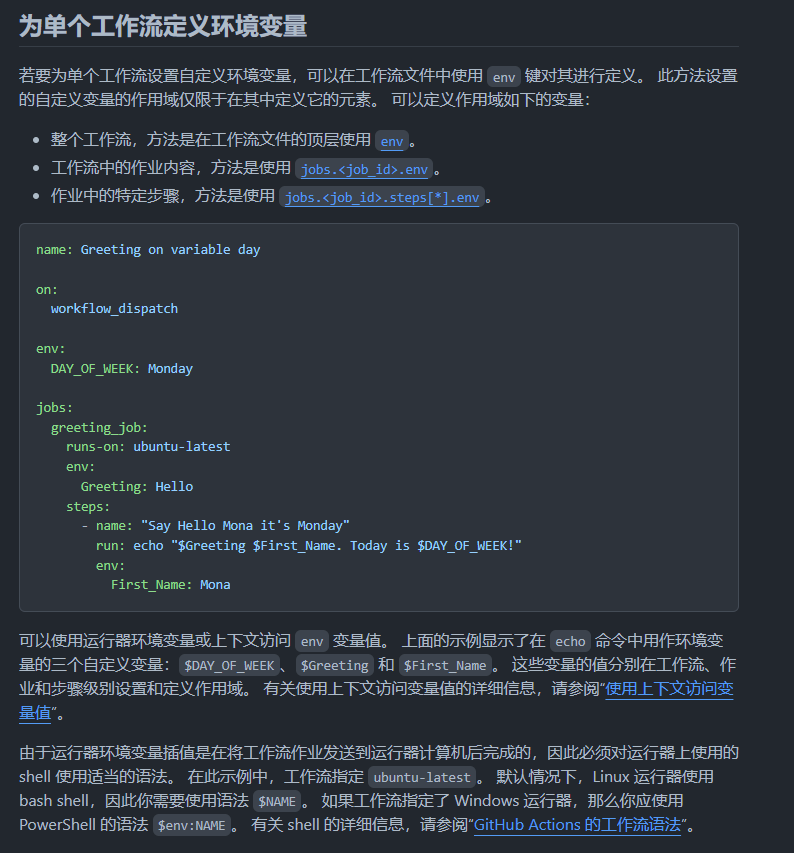 为单个工作流定义环境变量
若要为单个工作流设置自定义环境变量，可以在工作流文件中使用 env 键对其进行定义。 此方法设置
的自定义变量的作用域仅限于在其中定义它的元素。 可以定义作用域如下的变量：
• 整个工作流，方法是在工作流文件的顶层使用 env。
• 工作流中的作业内容，方法是使用 jobs.<job_id>.env。
• 作业中的特定步骤，方法是使用 jobs.<job_id>.steps[*].env。
name: Greeting on variable day
on:
  workflow_dispatch
env:
  DAY_OF_WEEK: Monday
jobs:
  greeting_job:
    runs-on: ubuntu-latest
    env:
      Greeting: Hello
    steps:
      - name: "Say Hello Mona it's Monday"
        run: echo "$Greeting $First_Name. Today is $DAY_OF_WEEK!"
        env:
          First_Name: Mona
可以使用运行器环境变量或上下文访问 env 变量值。 上面的示例显示了在 echo 命令中用作环境变
量的三个自定义变量：$DAY_OF_WEEK、$Greeting 和 $First_Name。 这些变量的值分别在工作流、作
业和步骤级别设置和定义作用域。 有关使用上下文访问变量值的详细信息，请参阅“使用上下文访问变
量值”。
由于运行器环境变量插值是在将工作流作业发送到运行器计算机后完成的，因此必须对运行器上使用的
shell 使用适当的语法。 在此示例中，工作流指定 ubuntu-latest。 默认情况下，Linux 运行器使用
bash shell，因此你需要使用语法 $NAME。 如果工作流指定了 Windows 运行器，那么你应使用
PowerShell 的语法 $env:NAME。 有关 shell 的详细信息，请参阅“GitHub Actions 的工作流语法”。